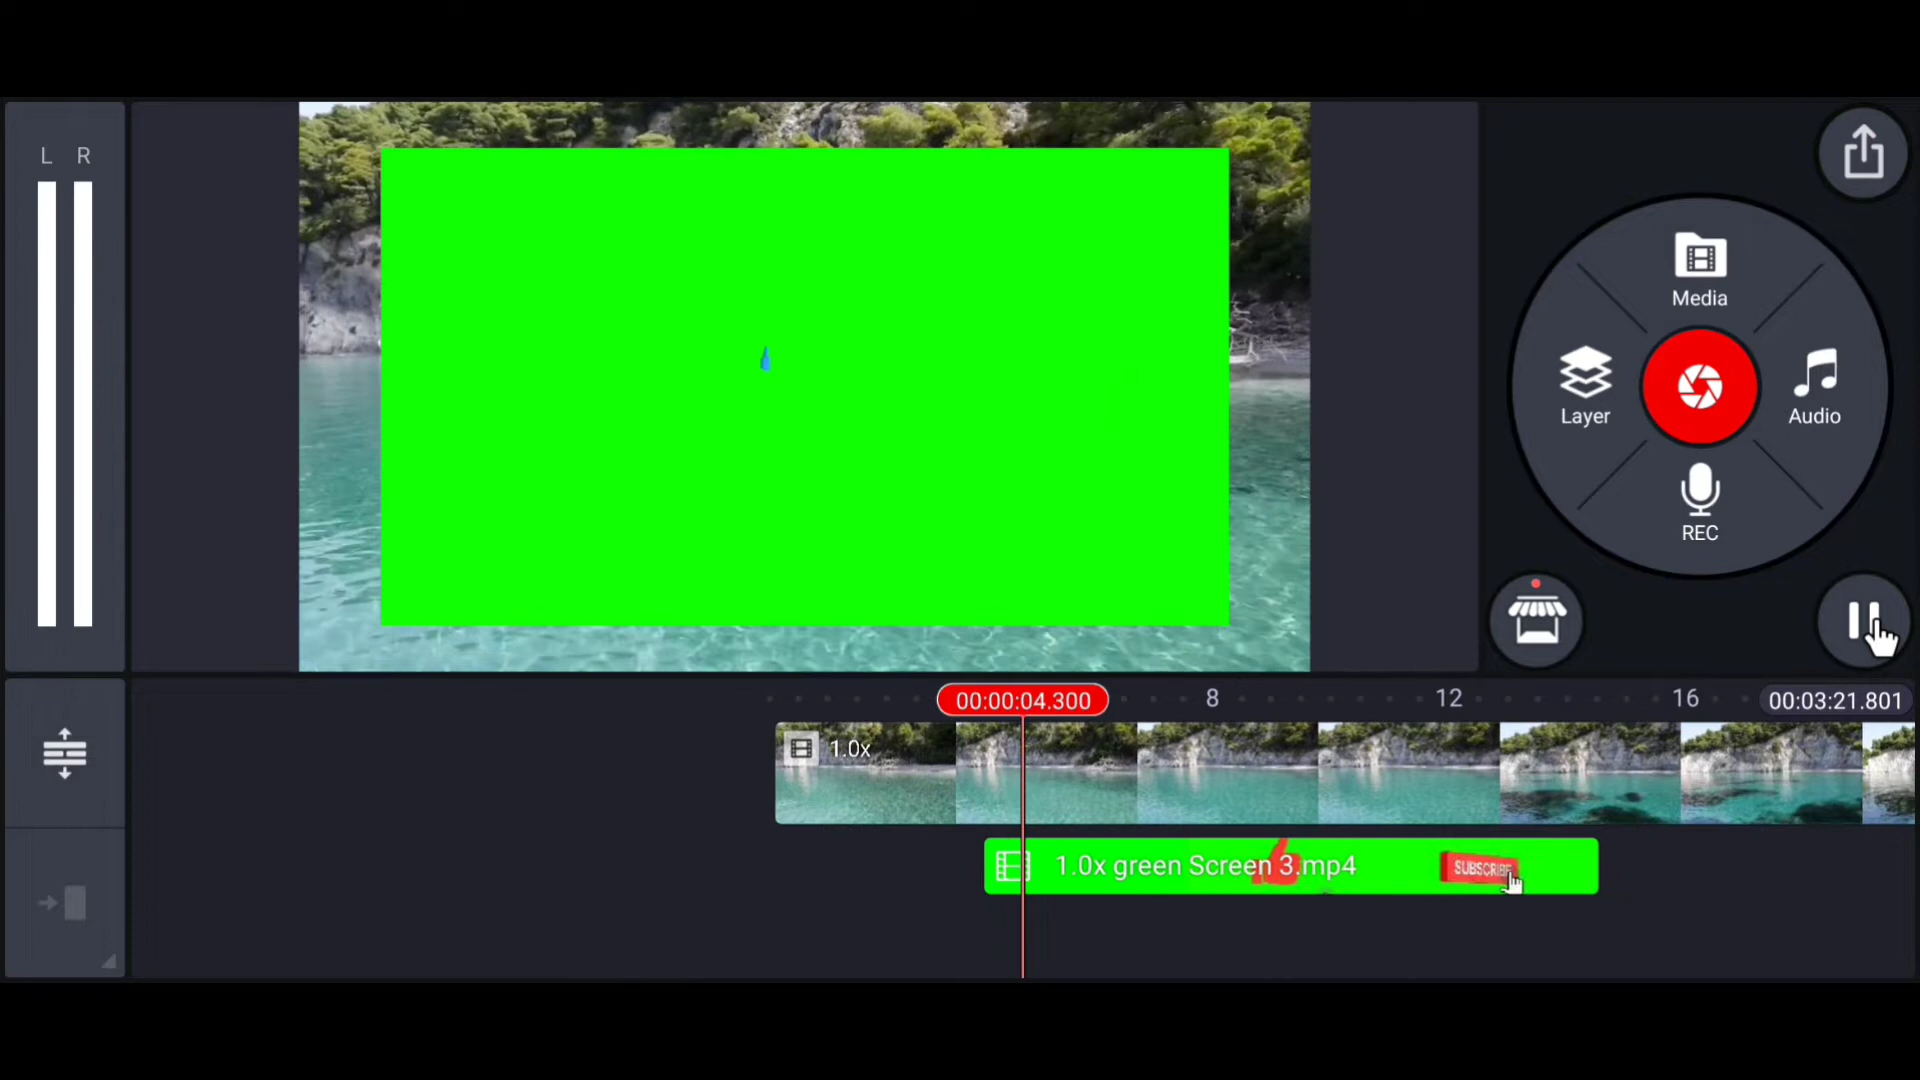 L R
Media
Layer
Audio
REC
00:00:04.300
8
12
16
00:03:21.801
1.0x
1.0x green Screen 3.mp4
SUBSCRIBE